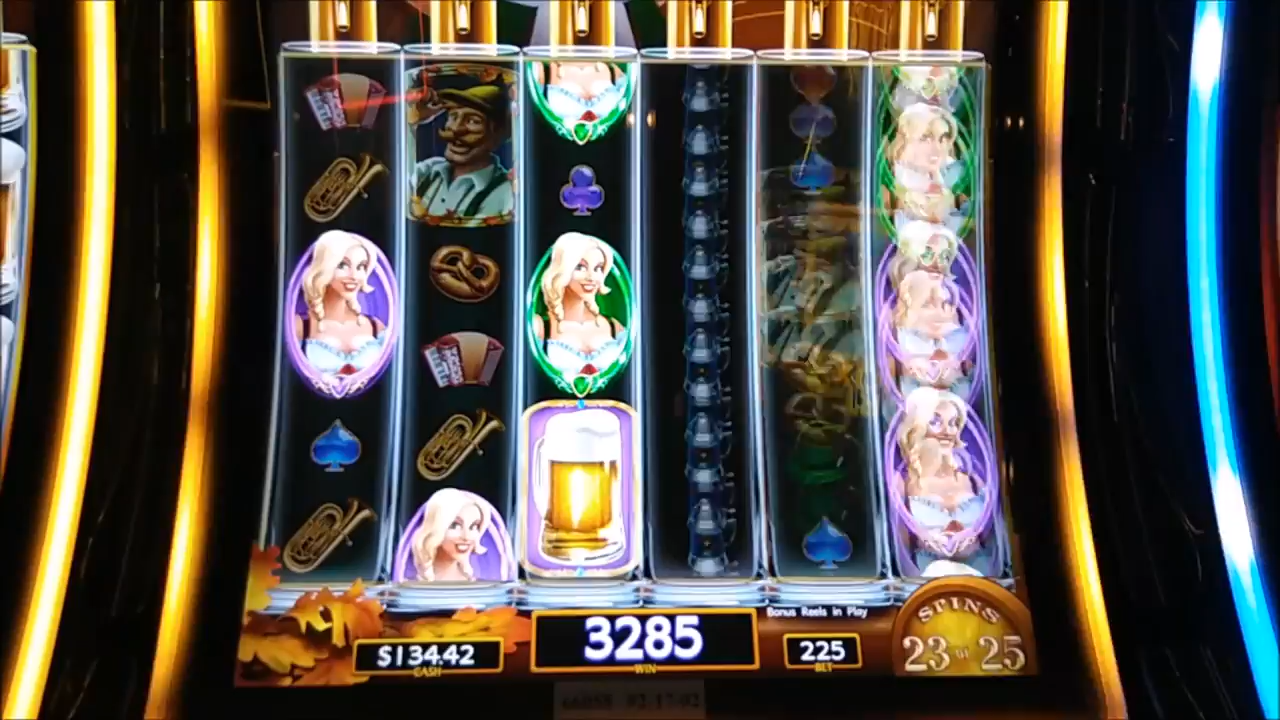 Bonus Reels in Play
SPINS
23 OF 25
$134.42
CASH
3285
WIN
225
BET